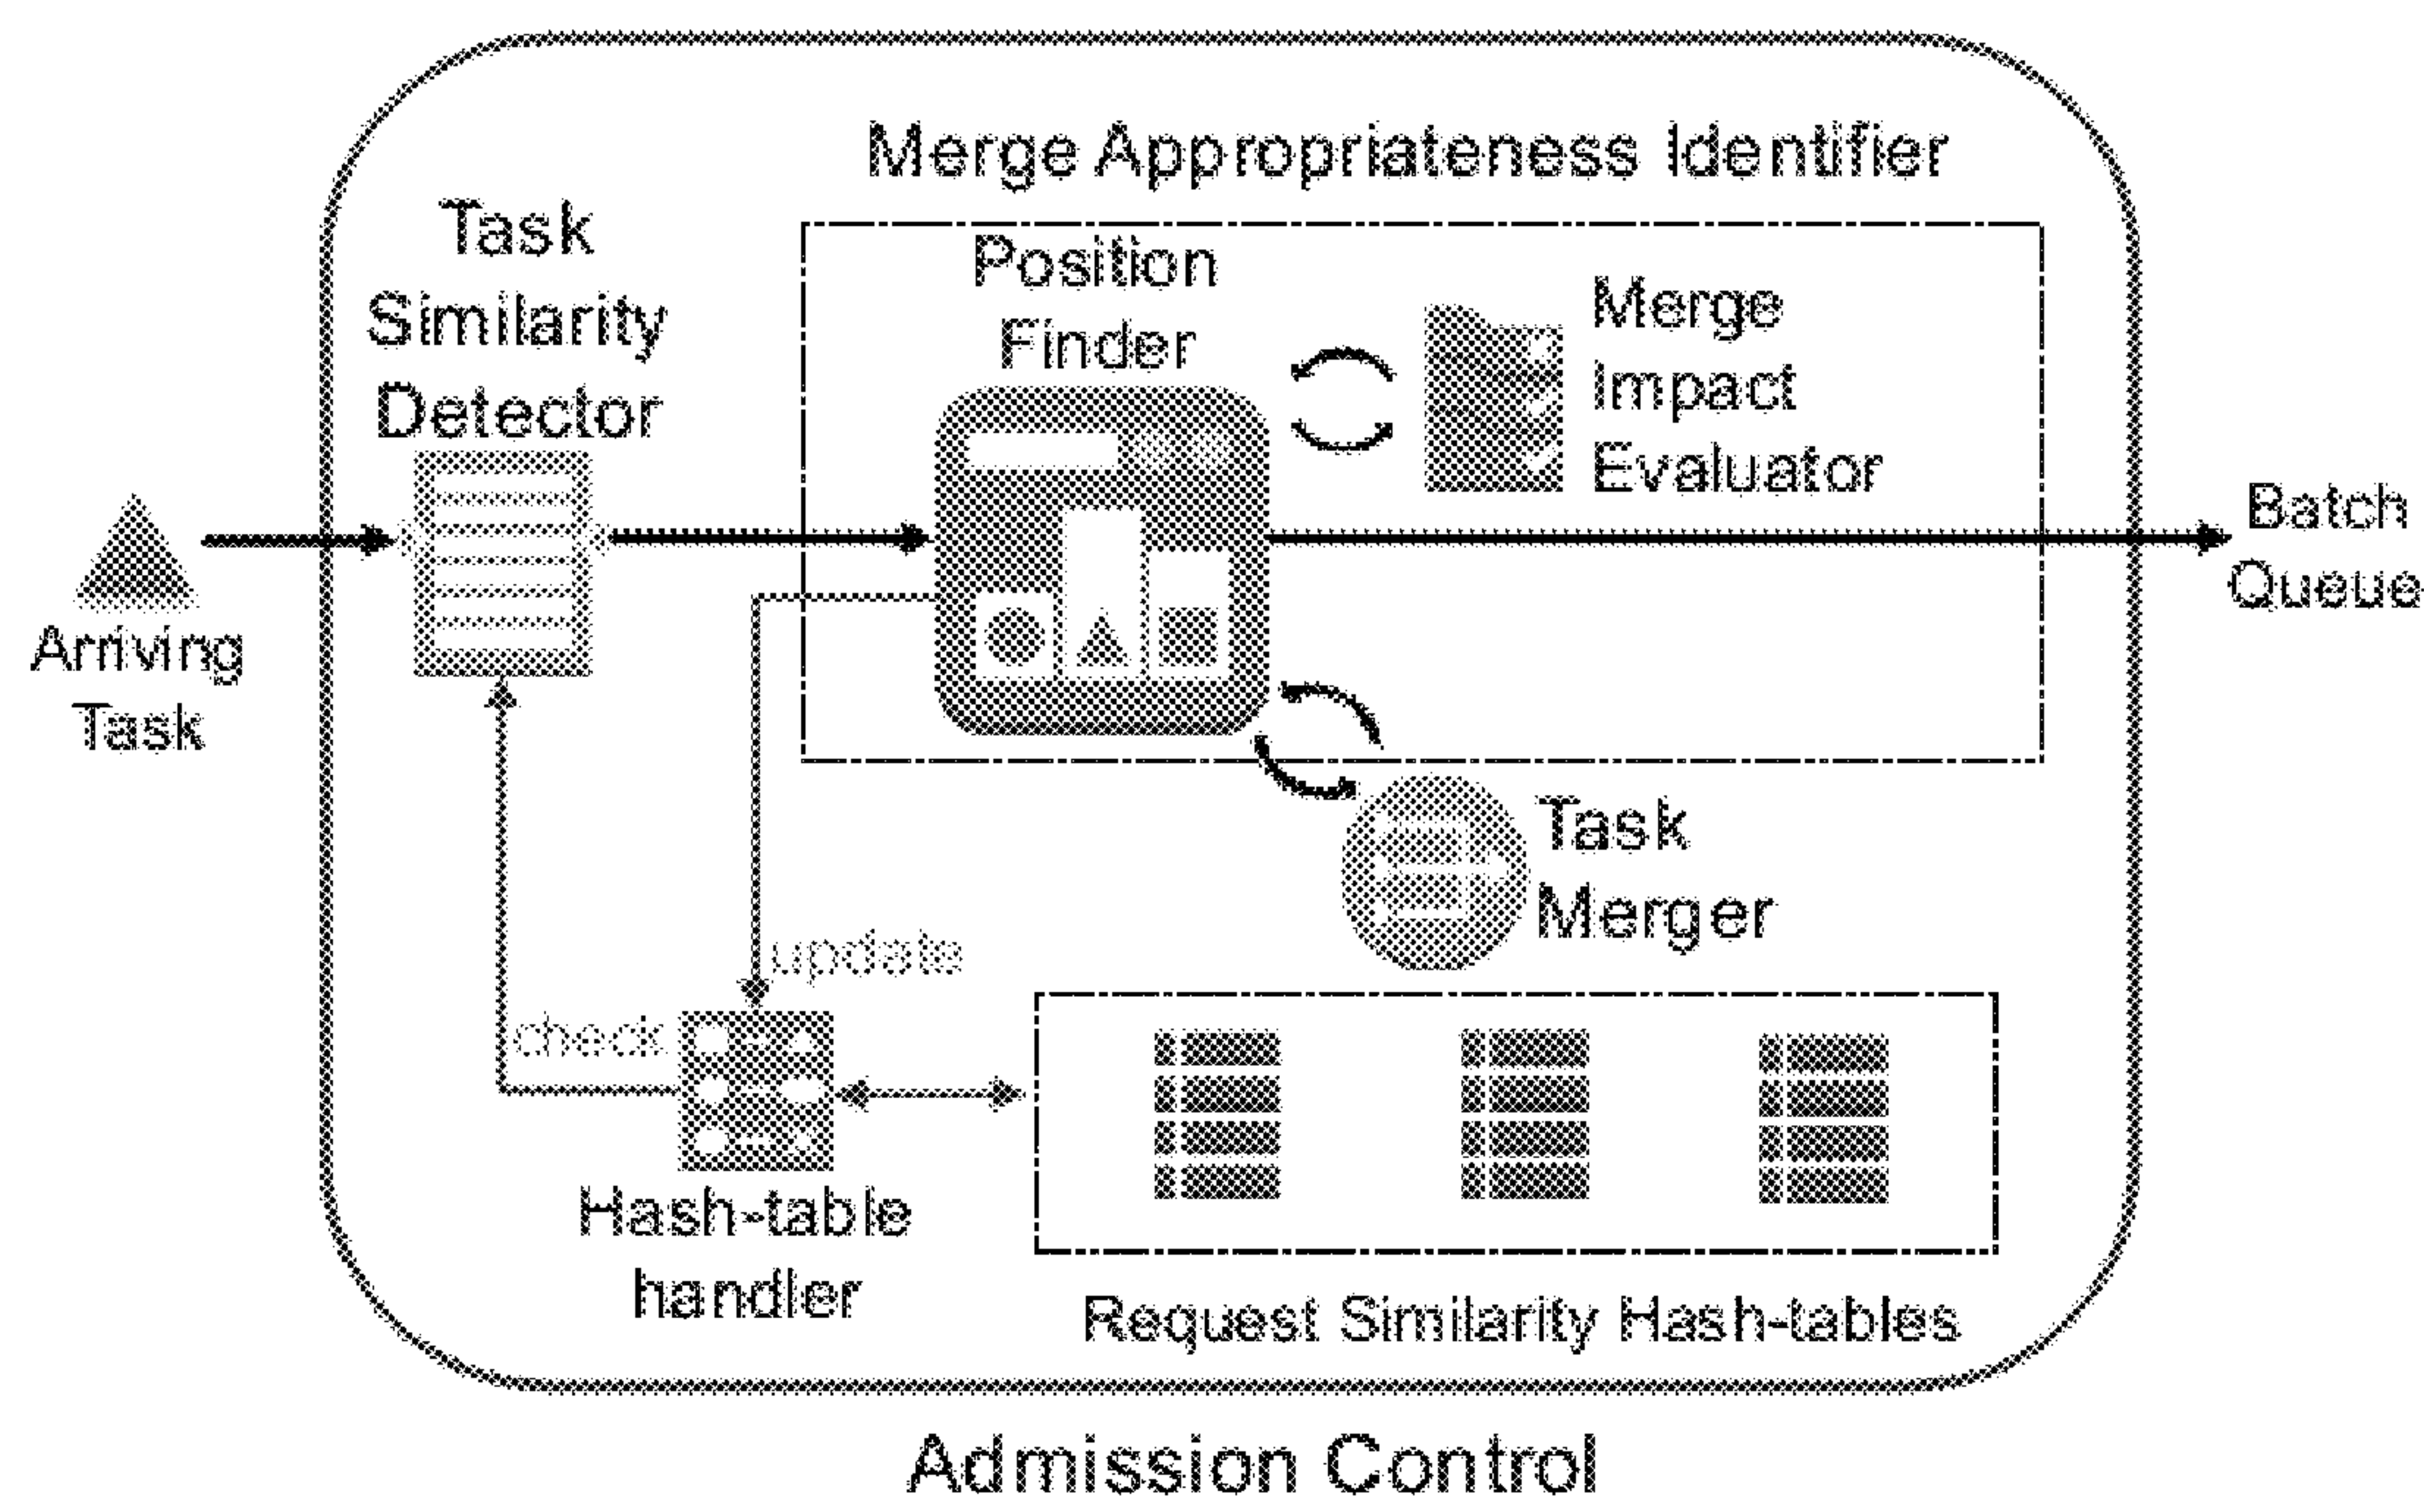 Merge Appropriateness Identifier
Task
Similarity
Detector
Position
Finder
Merge
Impact
Evaluator
Arriving
Task
Batch
Queue
Task
Merger
update
check
Hash-table
handler
Request Similarity Hash-tables
Admission Control